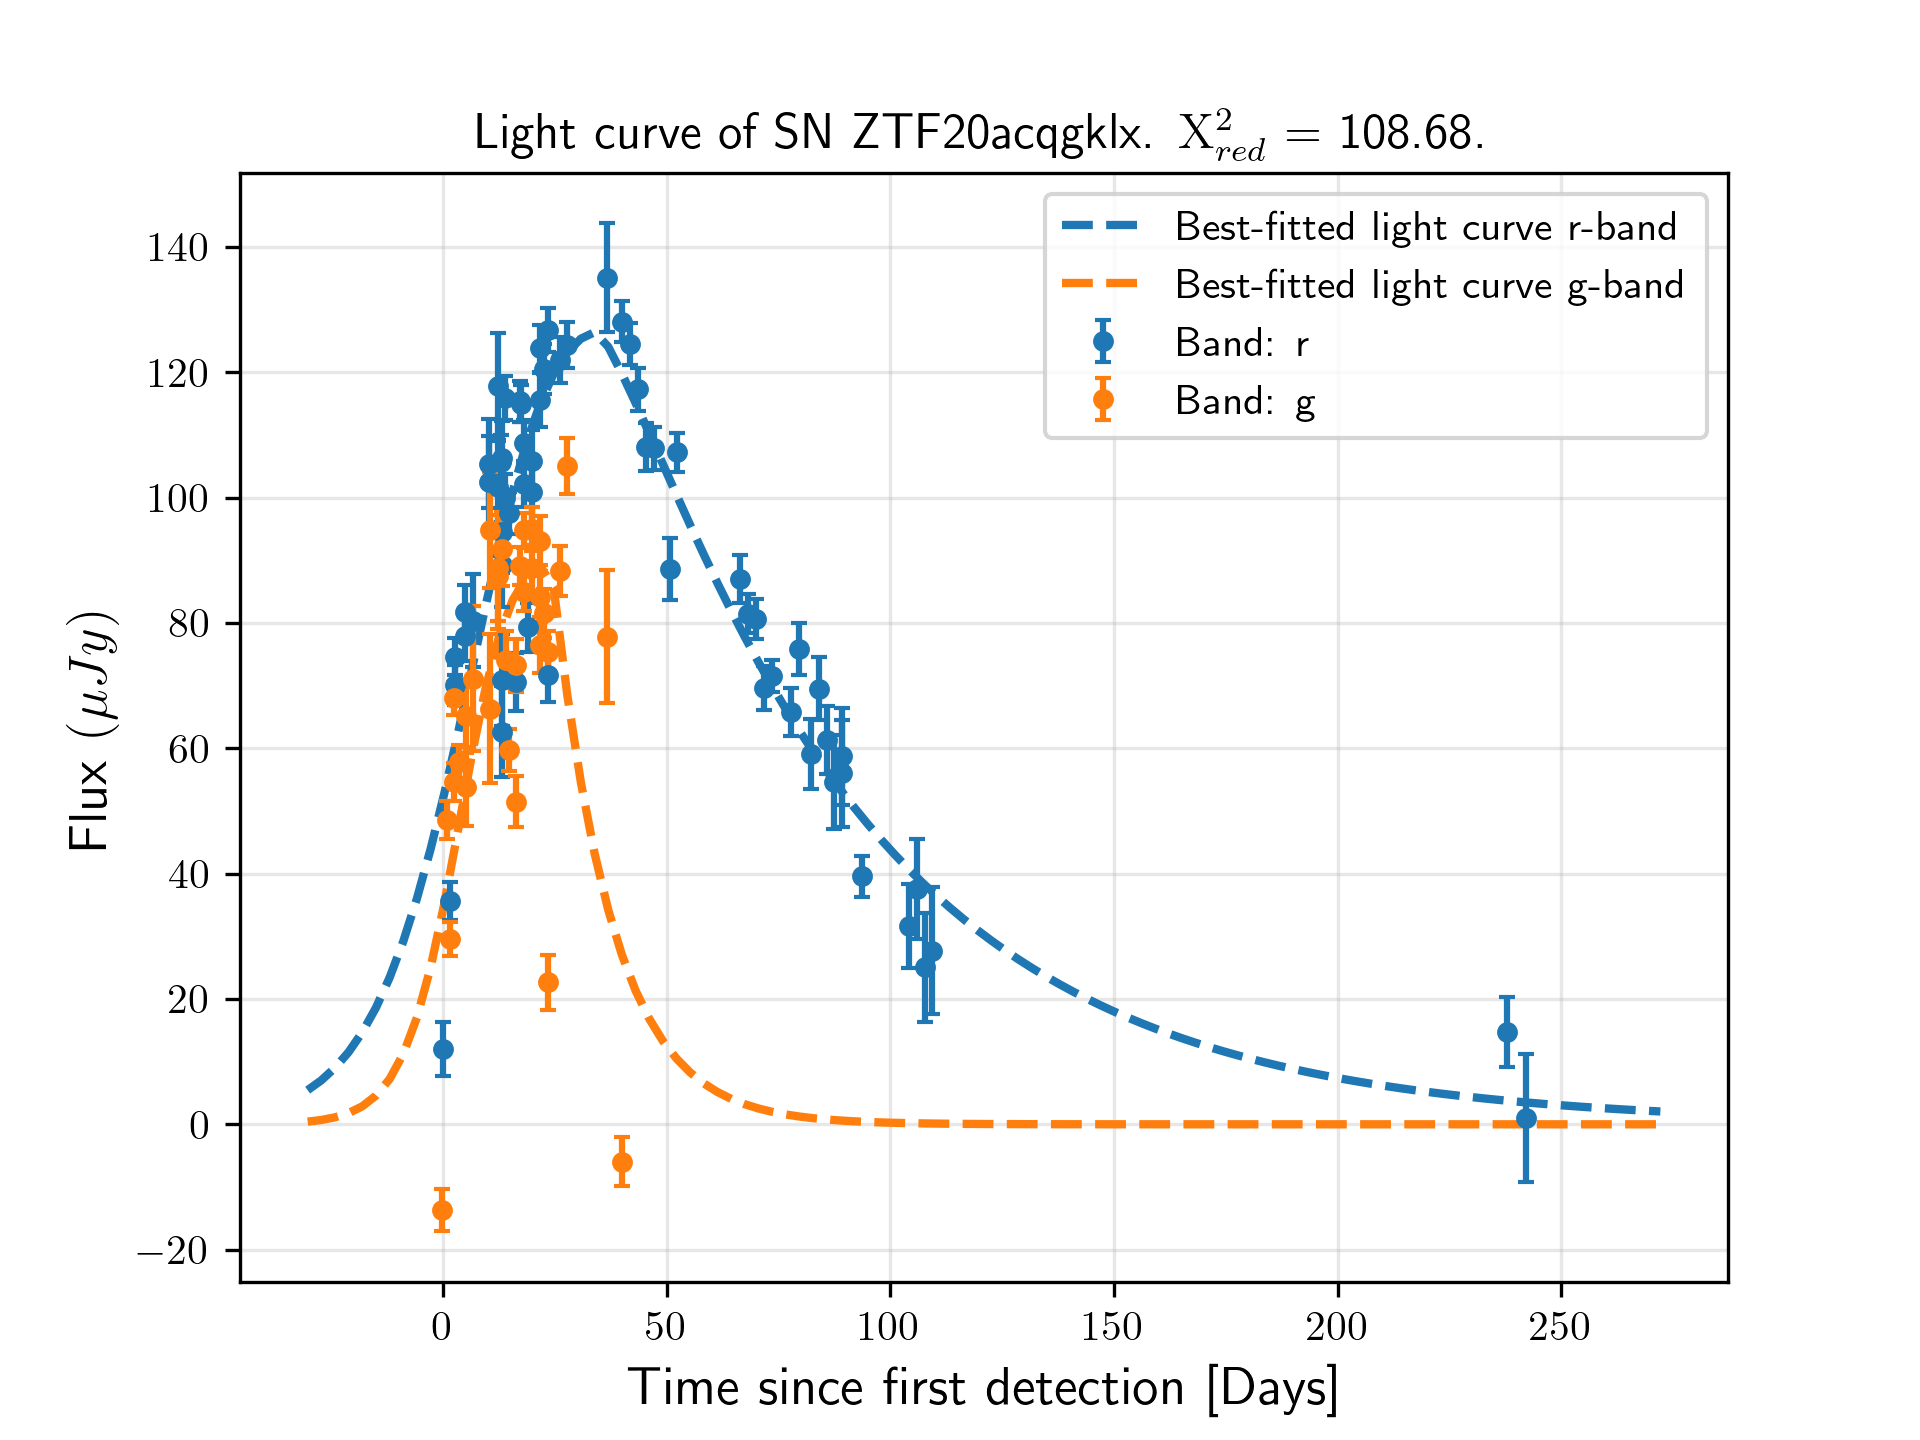 Light curve of SN ZTF20acqgklx. X²_red = 108.68.
Best-fitted light curve r-band
Best-fitted light curve g-band
Band: r
Band: g
140
120
100
80
60
40
20
0
−20
Flux (μJy)
0 50 100 150 200 250
Time since first detection [Days]